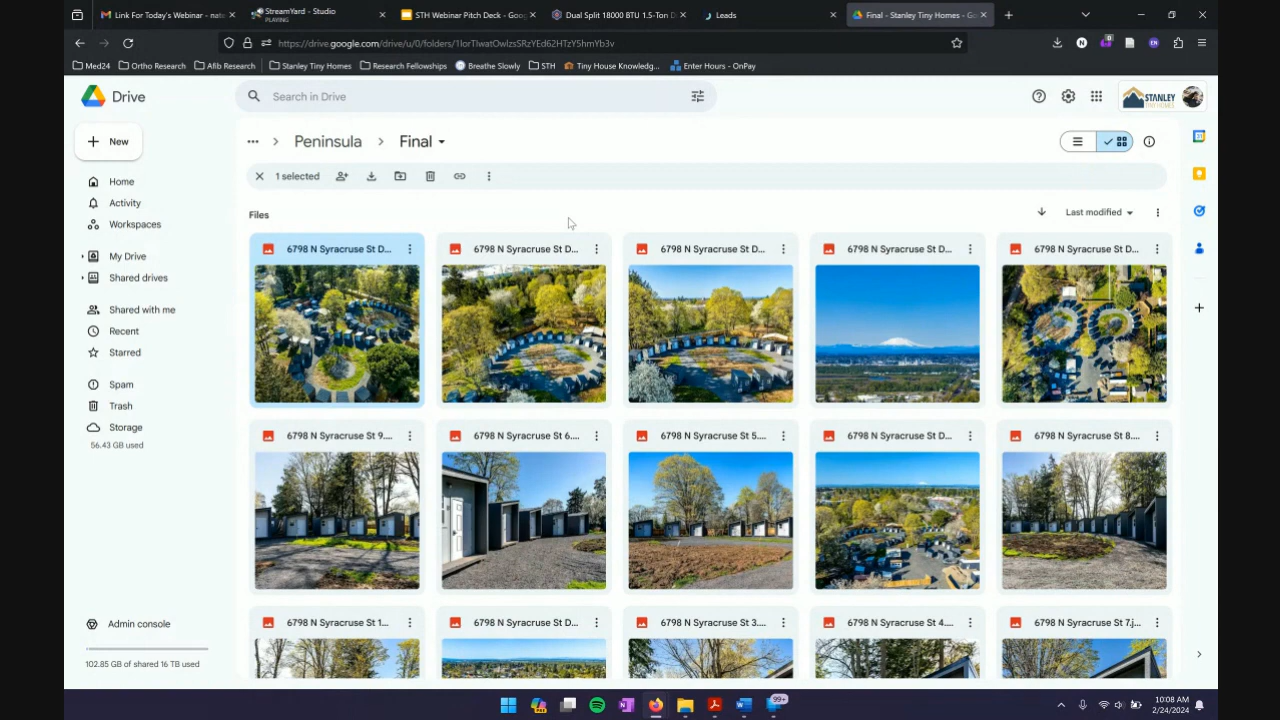 Link For Today's Webinar - nate
StreamYard - Studio
PLAYING
STH Webinar Pitch Deck - Goog
Dual Split 18000 BTU 1.5-Ton D
Leads
Final - Stanley Tiny Homes - Go
https://drive.google.com/drive/u/0/folders/1lorTlwatOwlzsSRzYEd62HTzY5hmYb3v
Med24 Ortho Research Afib Research Stanley Tiny Homes Research Fellowships Breathe Slowly STH Tiny House Knowledg... Enter Hours - OnPay
Drive
Search in Drive
STANLEY
New
Peninsula
Final
1 selected
Home
Activity
Workspaces
My Drive
Shared drives
Shared with me
Recent
Starred
Spam
Trash
Storage
56.43 GB used
Admin console
102.85 GB of shared 16 TB used
Files
Last modified
6798 N Syracruse St D...
6798 N Syracruse St D...
6798 N Syracruse St D...
6798 N Syracruse St D...
6798 N Syracruse St D...
6798 N Syracruse St 9....
6798 N Syracruse St 6....
6798 N Syracruse St 5....
6798 N Syracruse St D...
6798 N Syracruse St 8....
6798 N Syracruse St 1...
6798 N Syracruse St D...
6798 N Syracruse St 3....
6798 N Syracruse St 4....
6798 N Syracruse St 7.j...
99+
10:08 AM
2/24/2024